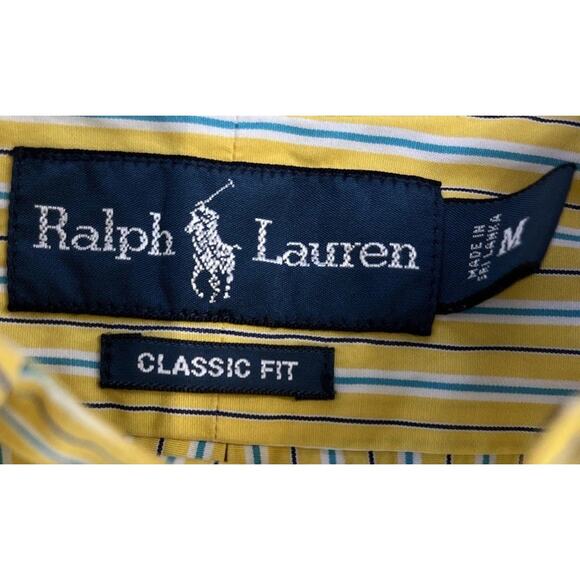 Ralph Lauren
M
MADE IN
SRI LANKA
CLASSIC FIT